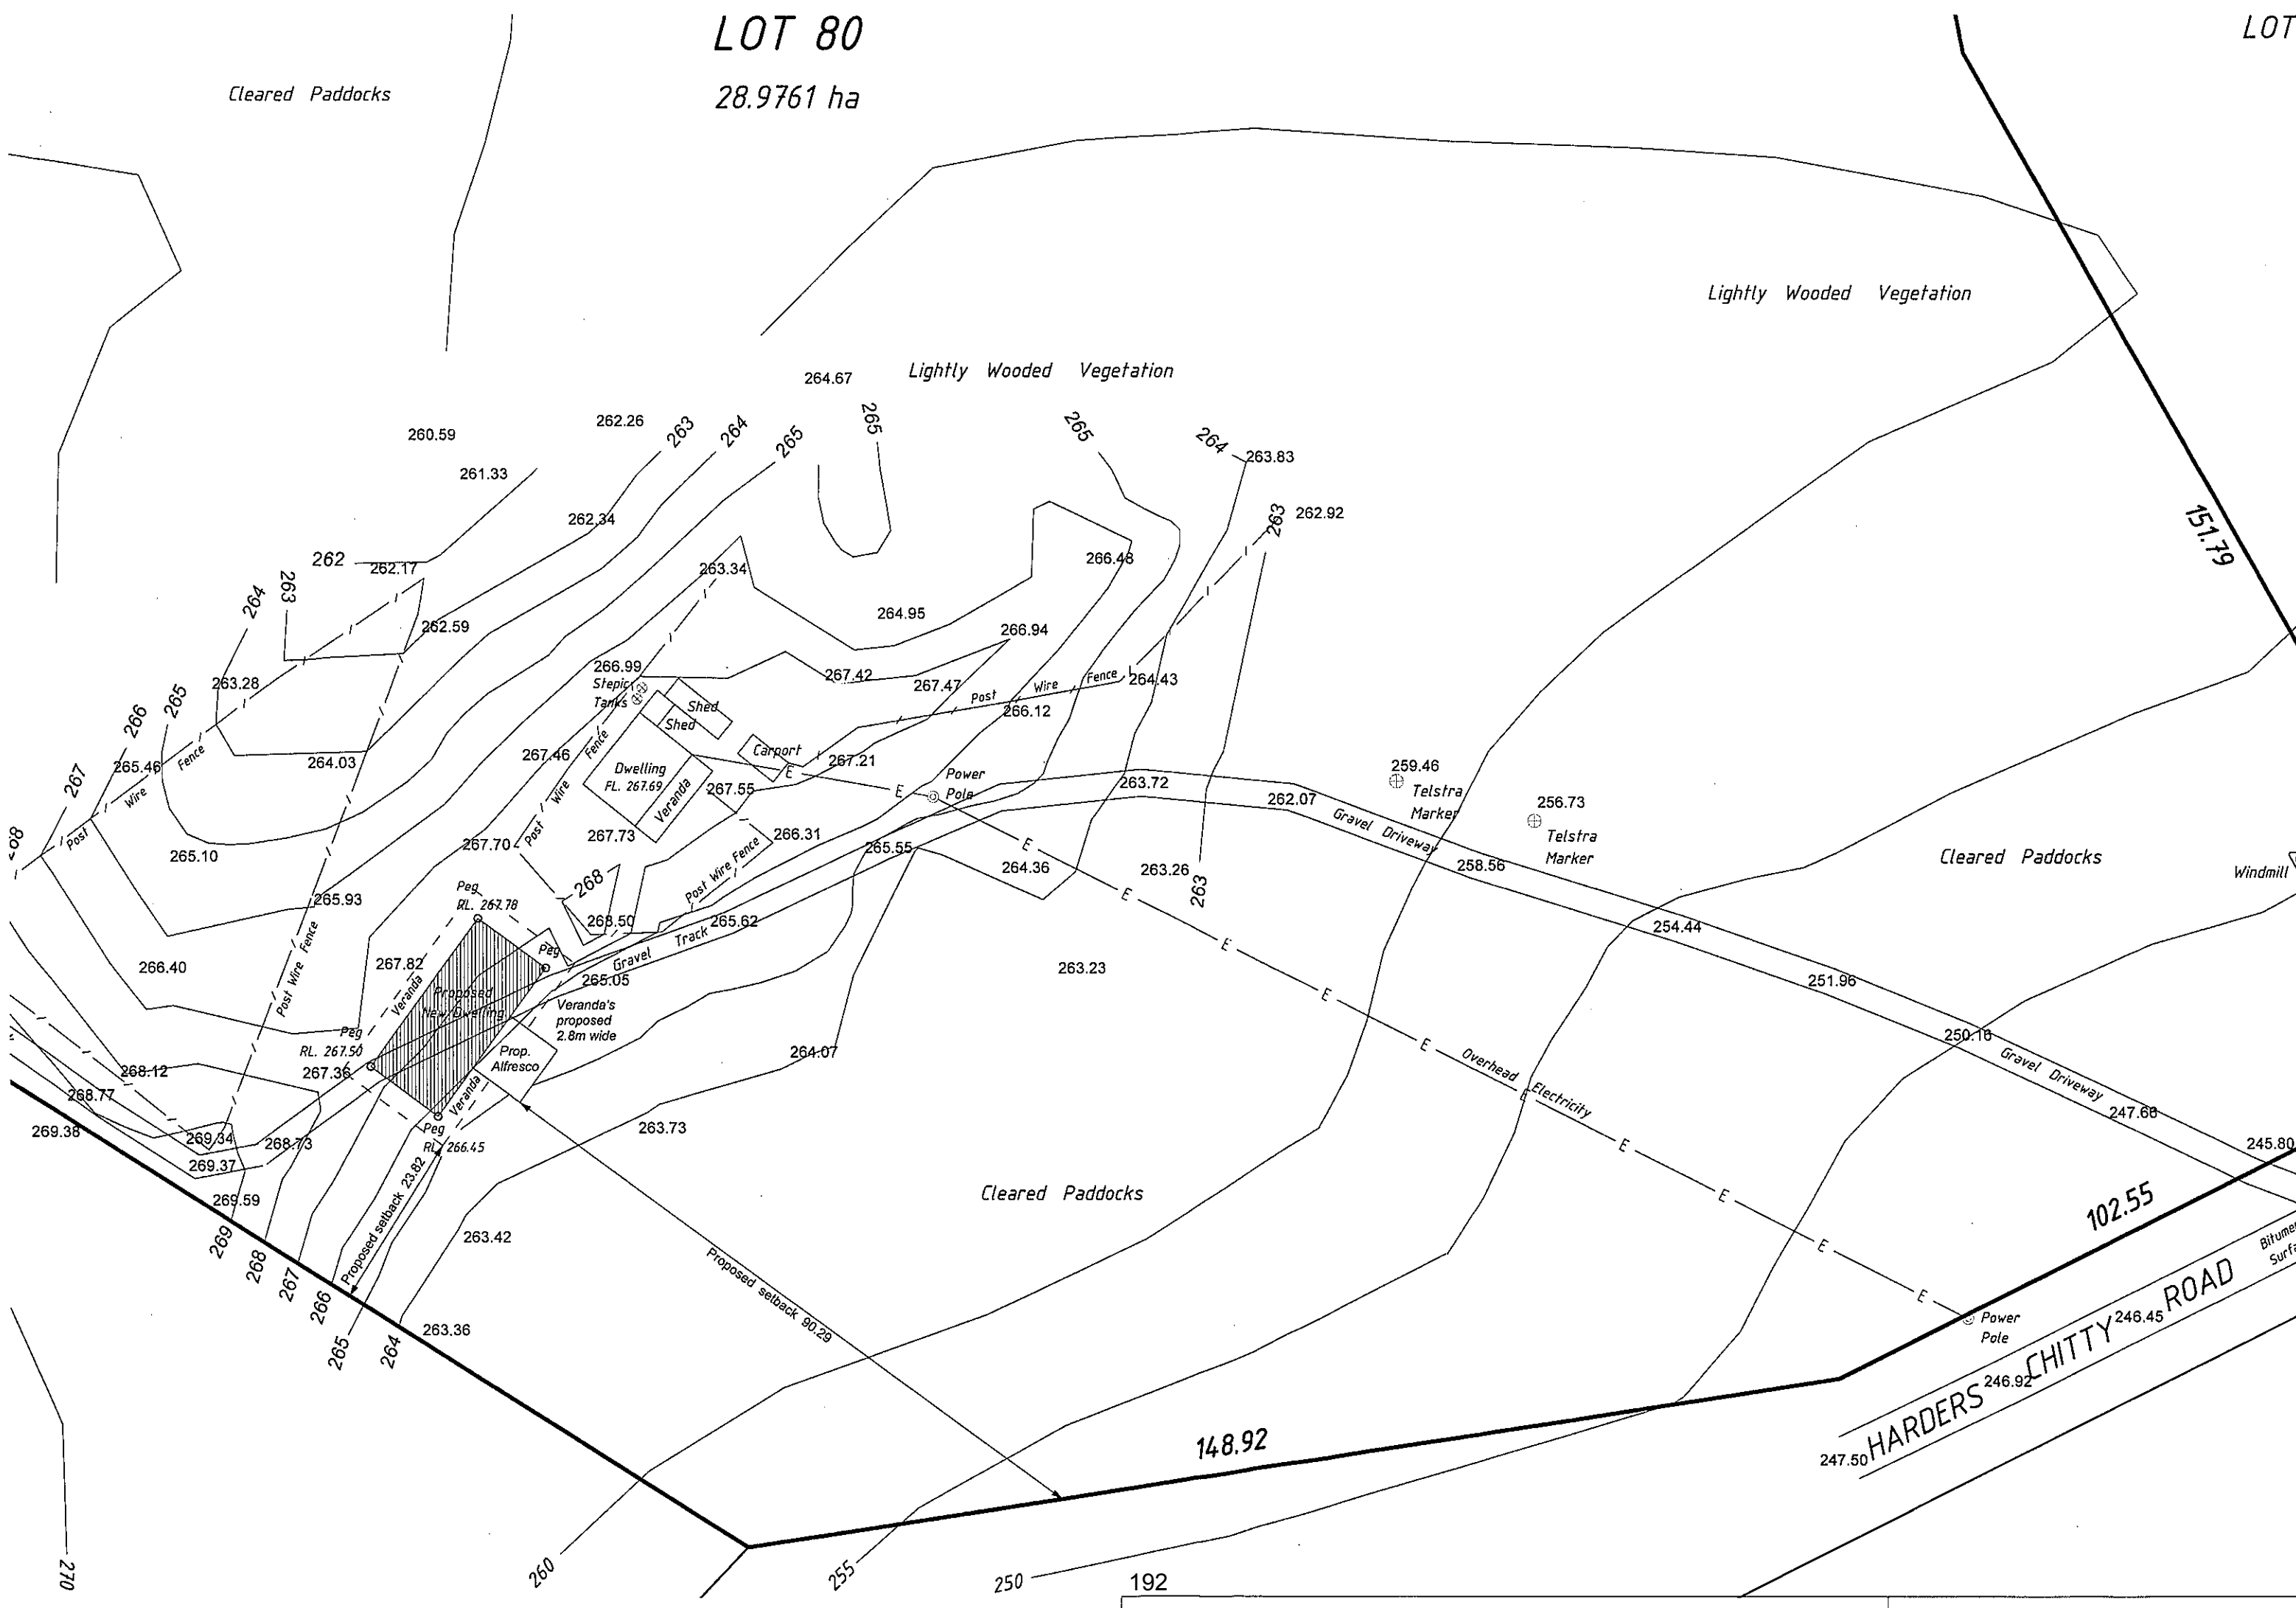 LOT 80
28.9761 ha
LOT
Cleared Paddocks
Lightly Wooded Vegetation
Lightly Wooded Vegetation
151.79
264.67
262.26
260.59
261.33
263
264
265
265
265
264
263.83
262.34
263
262.92
262
262.17
263
264
262.59
263.34
266.48
264.95
266.94
263.28
265
266
267
268
265.46
Post Wire Fence
264.03
265.10
265.93
266.40
266.99
Stepic
Tanks
Shed
Shed
267.42
267.47
Post Wire Fence
264.43
266.12
267.46
Post Wire Fence
Dwelling
FL. 267.69
Veranda
Carport
E
267.21
267.55
E
Power
Pole
263.72
262.07
259.46
Telstra
Marker
256.73
Telstra
Marker
Gravel Driveway
258.56
Cleared Paddocks
Windmill
267.73
267.70
266.31
265.55
264.36
263.26
263
E
E
268
Post Wire Fence
268.50
Peg
RL. 267.78
Peg
265.62
Gravel Track
265.05
267.82
Veranda
Proposed
New Dwelling
Veranda's
proposed
2.8m wide
Prop.
Alfresco
Veranda
Post Wire Fence
Peg
RL. 267.50
267.36
Peg
RL. 266.45
264.07
263.73
263.23
254.44
251.96
250.16
Gravel Driveway
247.66
245.80
E
E
E
Overhead Electricity
E
E
E
E
E
Power
Pole
268.12
268.77
269.38
269.34
268.73
269.37
269.59
269
268
267
266
265
264
Proposed setback 23.82
263.42
263.36
Proposed setback 90.29
Cleared Paddocks
102.55
148.92
HARDERS CHITTY ROAD
246.45
246.92
247.50
270
260
255
250
192